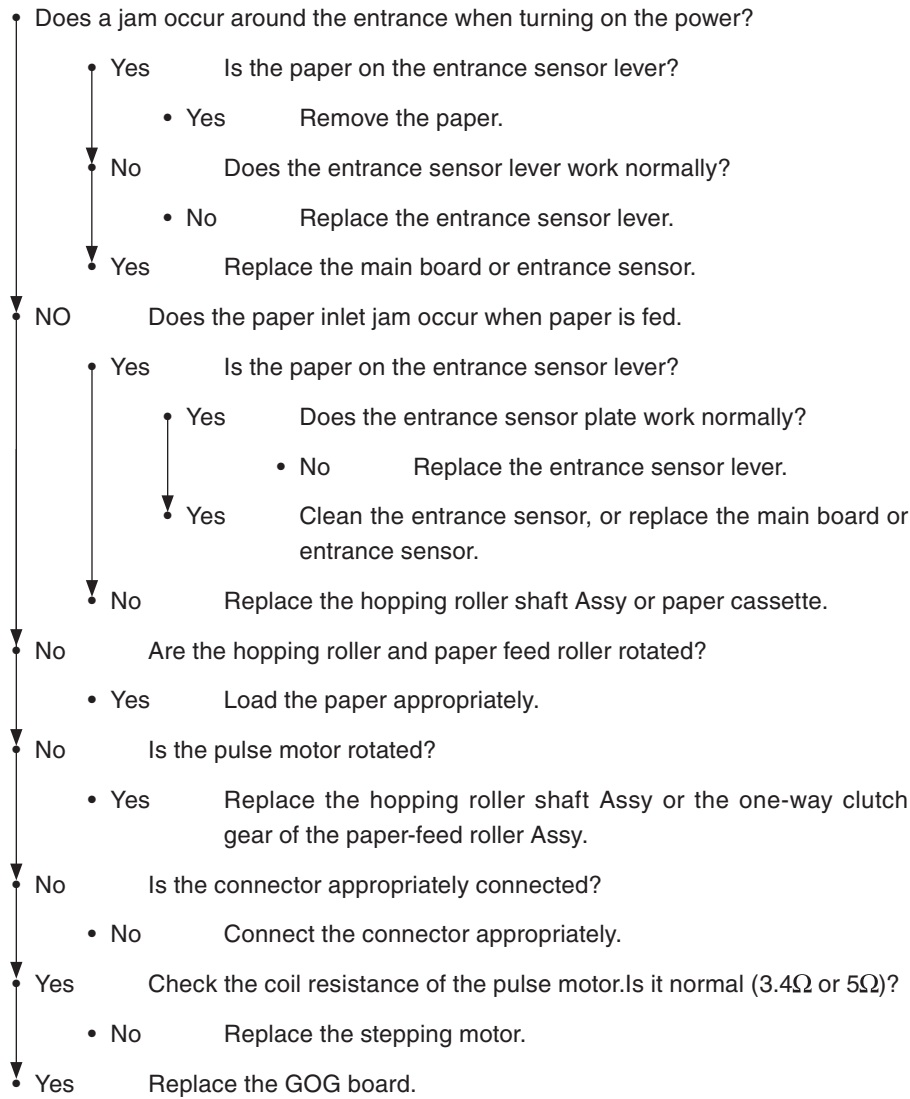 • Does a jam occur around the entrance when turning on the power?
• Yes Is the paper on the entrance sensor lever?
• Yes Remove the paper.
• No Does the entrance sensor lever work normally?
• No Replace the entrance sensor lever.
• Yes Replace the main board or entrance sensor.
• NO Does the paper inlet jam occur when paper is fed.
• Yes Is the paper on the entrance sensor lever?
• Yes Does the entrance sensor plate work normally?
• No Replace the entrance sensor lever.
• Yes Clean the entrance sensor, or replace the main board or
entrance sensor.
• No Replace the hopping roller shaft Assy or paper cassette.
• No Are the hopping roller and paper feed roller rotated?
• Yes Load the paper appropriately.
• No Is the pulse motor rotated?
• Yes Replace the hopping roller shaft Assy or the one-way clutch
gear of the paper-feed roller Assy.
• No Is the connector appropriately connected?
• No Connect the connector appropriately.
• Yes Check the coil resistance of the pulse motor.Is it normal (3.4Ω or 5Ω)?
• No Replace the stepping motor.
• Yes Replace the GOG board.